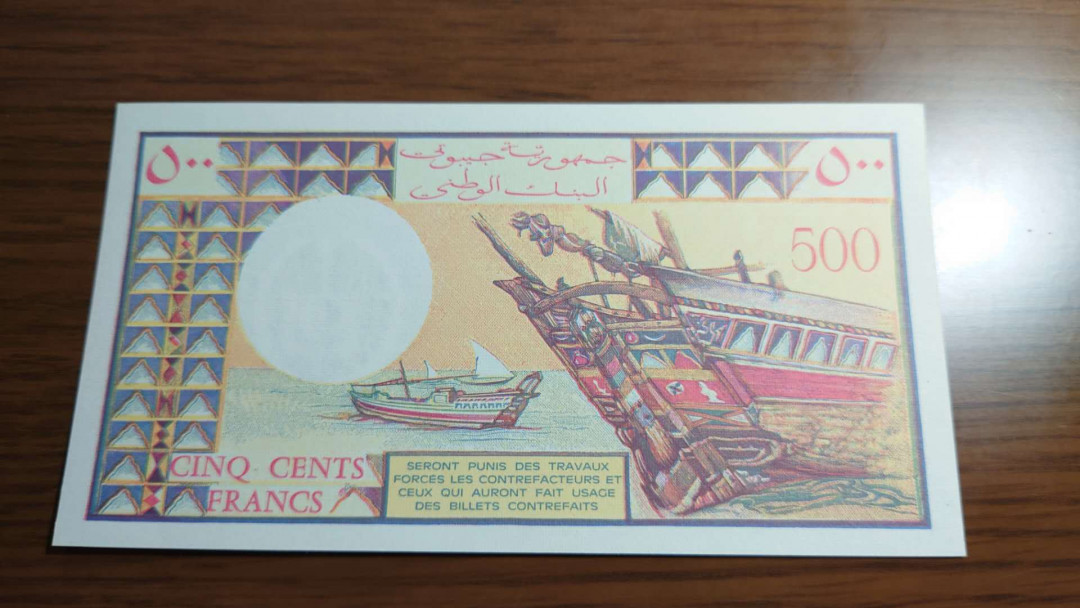 ٥٠٠
جمهورية جيبوتي
البنك الوطني
٥٠٠
500
CINQ CENTS
FRANCS
SERONT PUNIS DES TRAVAUX
FORCÉS LES CONTREFACTEURS ET
CEUX QUI AURONT FAIT USAGE
DES BILLETS CONTREFAITS